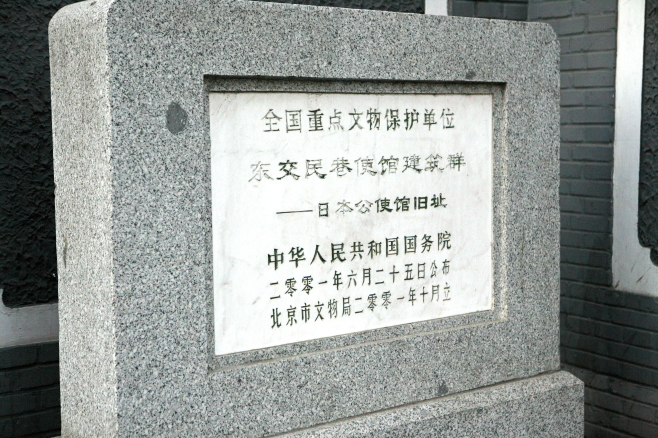 全国重点文物保护单位
东交民巷使馆建筑群
——日本公使馆旧址
中华人民共和国国务院
二零零一年六月二十五日公布
北京市文物局二零零一年十月立